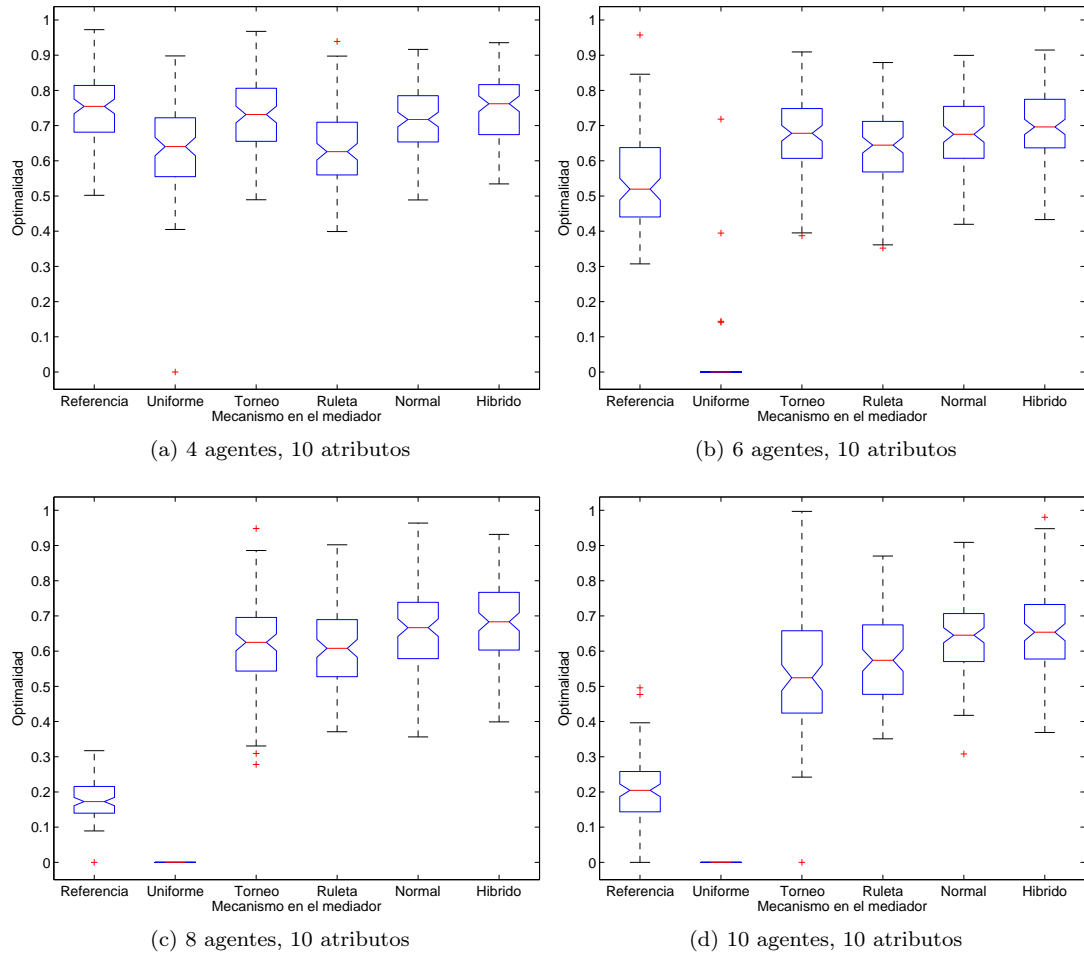 1
0.9
0.8
0.7
0.6
0.5
0.4
0.3
0.2
0.1
0
Optimalidad
Referencia Uniforme Torneo Ruleta Normal Hibrido
Mecanismo en el mediador
(a) 4 agentes, 10 atributos
1
0.9
0.8
0.7
0.6
0.5
0.4
0.3
0.2
0.1
0
Optimalidad
Referencia Uniforme Torneo Ruleta Normal Hibrido
Mecanismo en el mediador
(b) 6 agentes, 10 atributos
1
0.9
0.8
0.7
0.6
0.5
0.4
0.3
0.2
0.1
0
Optimalidad
Referencia Uniforme Torneo Ruleta Normal Hibrido
Mecanismo en el mediador
(c) 8 agentes, 10 atributos
1
0.9
0.8
0.7
0.6
0.5
0.4
0.3
0.2
0.1
0
Optimalidad
Referencia Uniforme Torneo Ruleta Normal Hibrido
Mecanismo en el mediador
(d) 10 agentes, 10 atributos